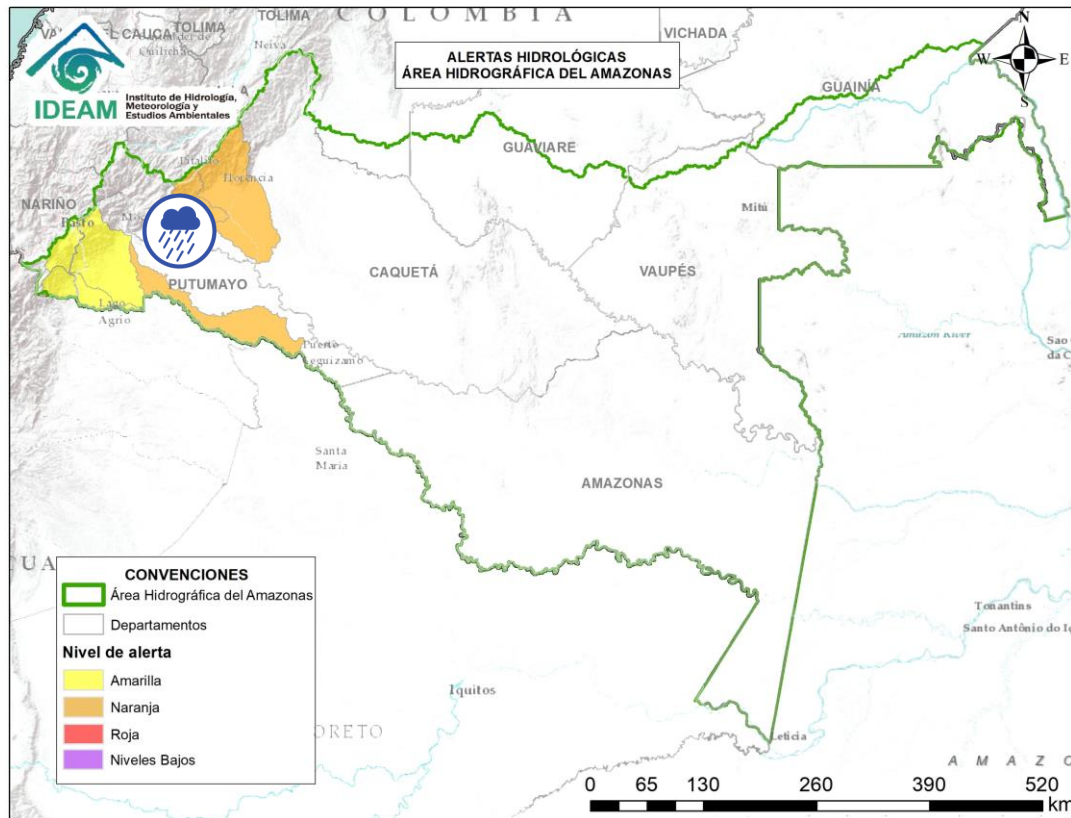 COLOMBIA
TOLIMA
TOLIMA
CAUCA
Neiva
VICHADA
ALERTAS HIDROLÓGICAS
ÁREA HIDROGRÁFICA DEL AMAZONAS
N
W
E
S
IDEAM
Instituto de Hidrología,
Meteorología y
Estudios Ambientales
GUAINÍA
GUAVIARE
Florencia
NARIÑO
Pasto
Mitú
CAQUETÁ
VAUPÉS
PUTUMAYO
Lago
Agrio
Puerto
Amazon River
Santa
Maria
AMAZONAS
CONVENCIONES
Área Hidrográfica del Amazonas
Departamentos
Nivel de alerta
Amarilla
Naranja
Roja
Niveles Bajos
Tonantins
Santo Antônio do
Iquitos
Leticia
0 65 130 260 390 520
km